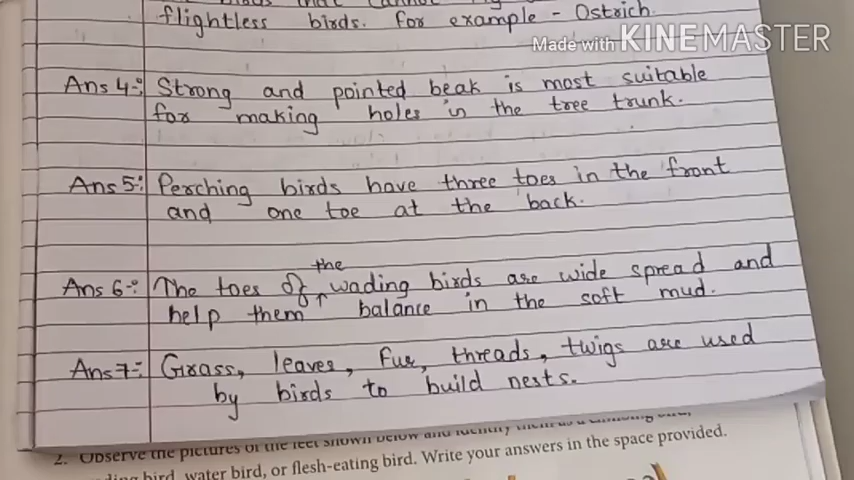 flightless birds. for example - Ostrich.
Made with KINEMASTER
Ans 4-: Strong and pointed beak is most suitable
for making holes in the tree trunk.
Ans 5-: Perching birds have three toes in the front
and one toe at the back.
the
Ans 6-: The toes of wading birds are wide spread and
help them balance in the soft mud.
Ans 7-: Grass, leaves, fur, threads, twigs are used
by birds to build nests.
2. Observe the pictures of the feet shown below and identify them as a climbing bird,
bird, water bird, or flesh-eating bird. Write your answers in the space provided.